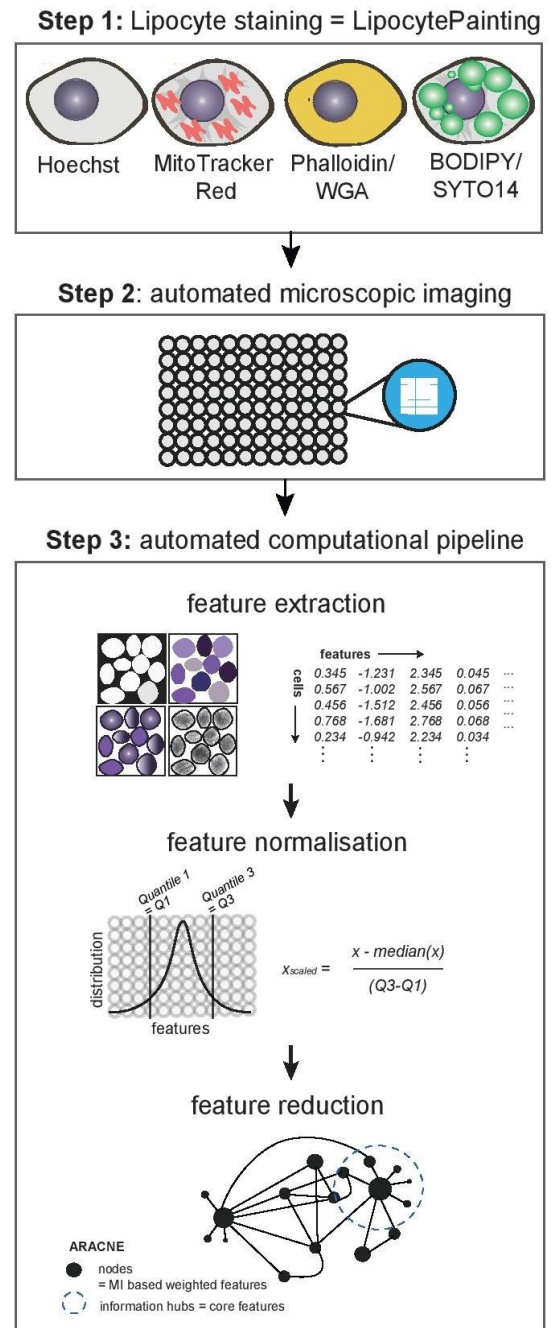 Step 1: Lipocyte staining = LipocytePainting
Hoechst
MitoTracker
Red
Phalloidin/
WGA
BODIPY/
SYTO14
Step 2: automated microscopic imaging
Step 3: automated computational pipeline
feature extraction
features
cells
0.345 -1.231 2.345 0.045 ...
0.567 -1.002 2.567 0.067 ...
0.456 -1.512 2.456 0.056 ...
0.768 -1.681 2.768 0.068 ...
0.234 -0.942 2.234 0.034
feature normalisation
Quantile 1
= Q1
Quantile 3
= Q3
distribution
features
xscaled = x - median(x)
(Q3-Q1)
feature reduction
ARACNE
nodes
= MI based weighted features
information hubs = core features